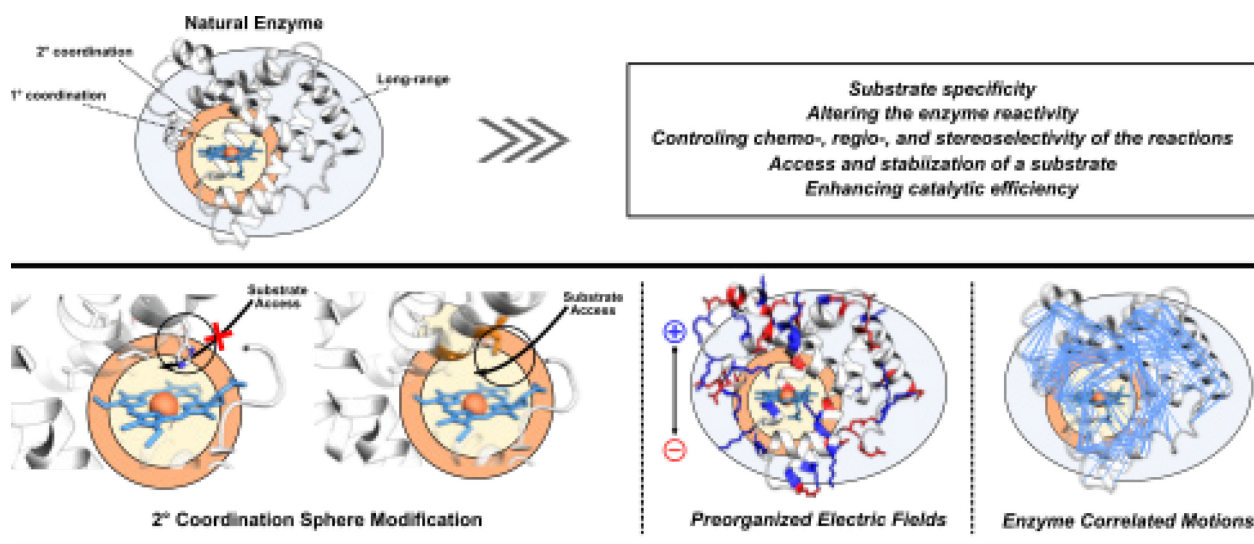 Natural Enzyme
2° coordination
1° coordination
Long-range
Substrate specificity
Altering the enzyme reactivity
Controling chemo-, regio-, and stereoselectivity of the reactions
Access and stabiization of a substrate
Enhancing catalytic efficiency
Substrate
Access
Substrate
Access
+
−
2° Coordination Sphere Modification
Preorganized Electric Fields
Enzyme Correlated Motions